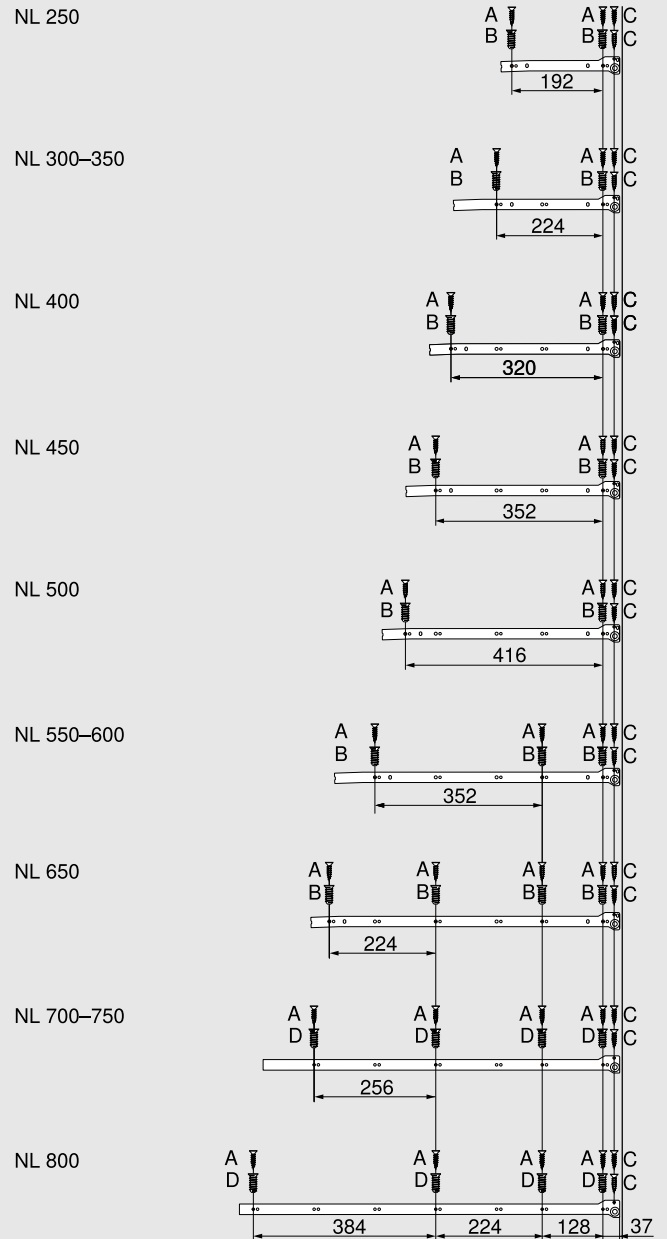 NL 250 A A C
B B C
192
NL 300–350 A A C
B B C
224
NL 400 A A C
B B C
320
NL 450 A A C
B B C
352
NL 500 A A C
B B C
416
NL 550–600 A A A C
B B B C
352
NL 650 A A A A C
B B B B C
224
NL 700–750 A A A A C
D D D D C
256
NL 800 A A A A C
D D D D C
384 224 128 37